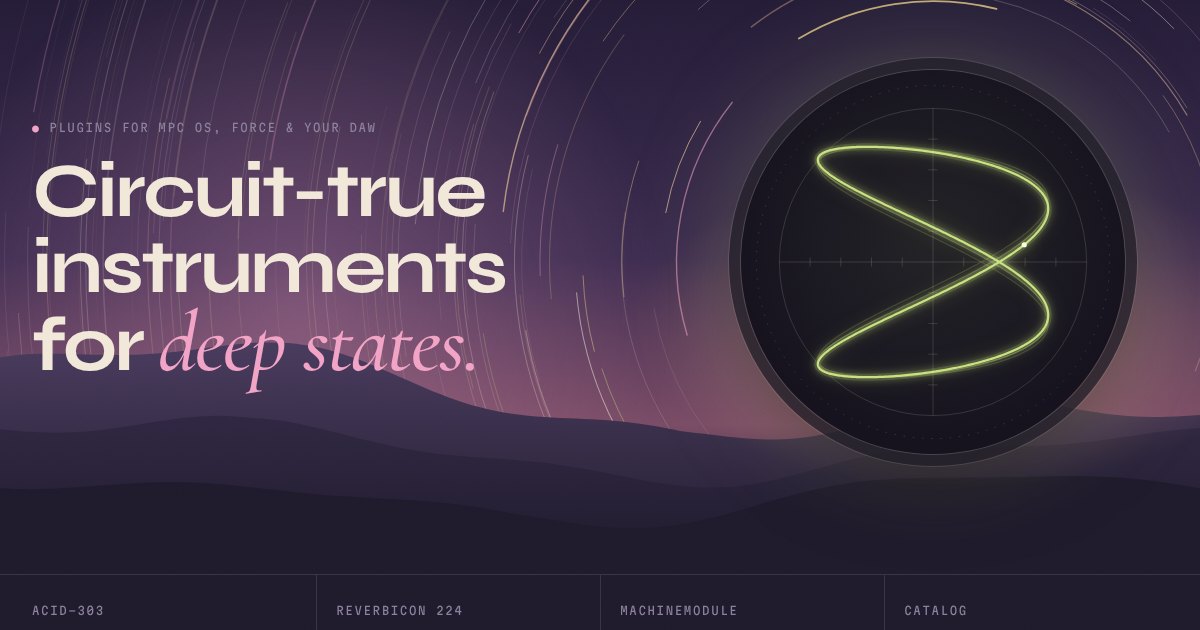 PLUGINS FOR MPC OS, FORCE & YOUR DAW
Circuit-true
instruments
for deep states.
ACID-303
REVERBICON 224
MACHINEMODULE
CATALOG